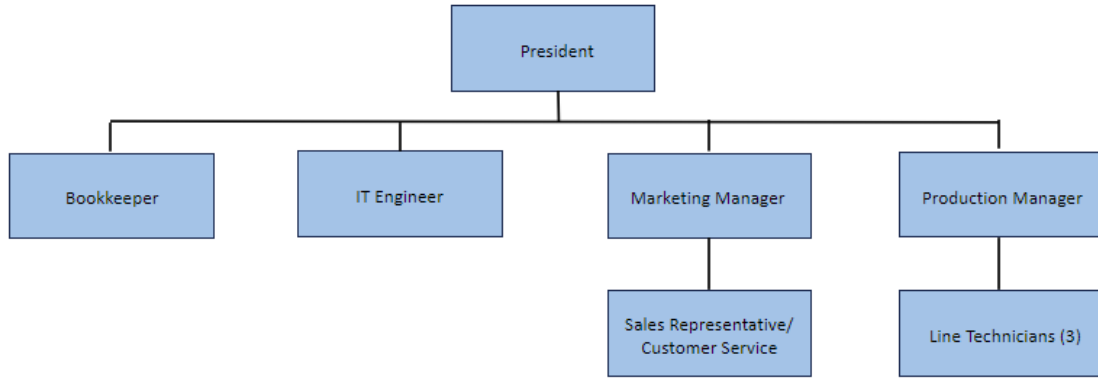 President
Bookkeeper
IT Engineer
Marketing Manager
Production Manager
Sales Representative/
Customer Service
Line Technicians (3)